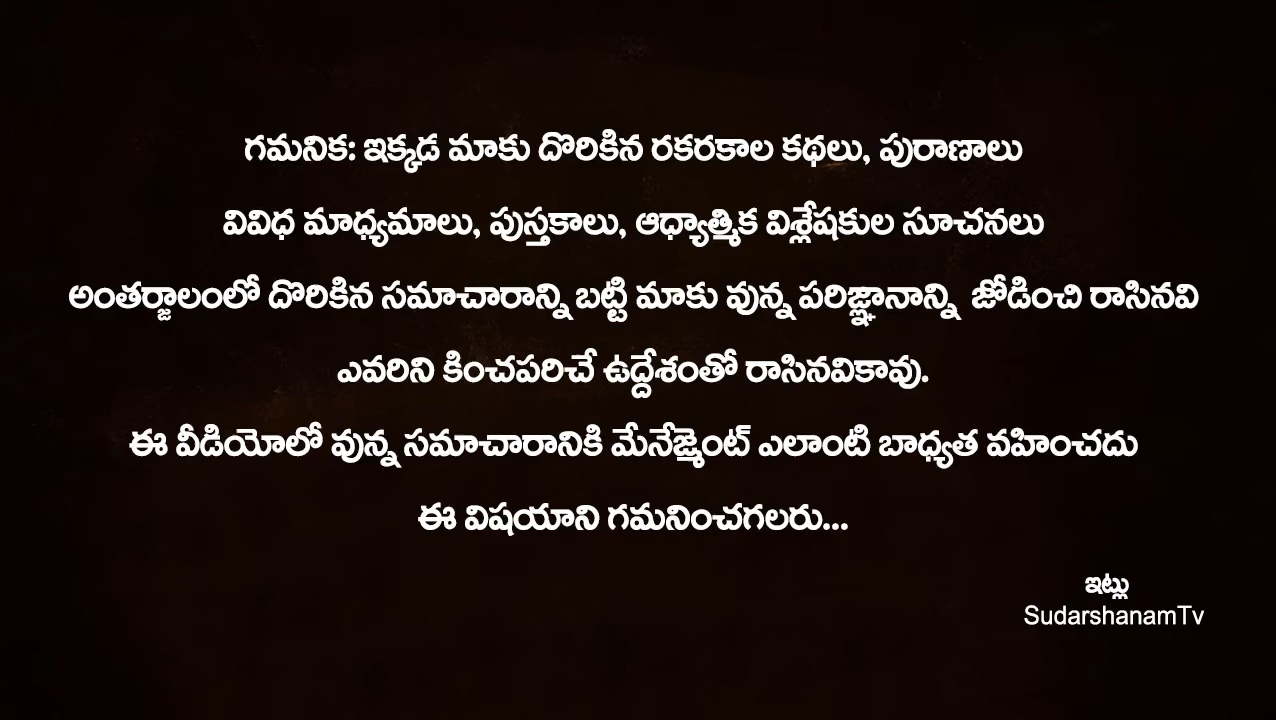 గమనిక: ఇక్కడ మాకు దొరికిన రకరకాల కథలు, పురాణాలు
వివిధ మాధ్యమాలు, పుస్తకాలు, ఆధ్యాత్మిక విశ్లేషకుల సూచనలు
అంతర్జాలంలో దొరికిన సమాచారాన్ని బట్టి మాకు వున్న పరిజ్ఞానాన్ని జోడించి రాసినవి
ఎవరిని కించపరిచే ఉద్దేశంతో రాసినవికావు.
ఈ వీడియోలో వున్న సమాచారానికి మేనేజ్మెంట్ ఎలాంటి బాధ్యత వహించదు
ఈ విషయాని గమనించగలరు...
ఇట్లు
SudarshanamTv